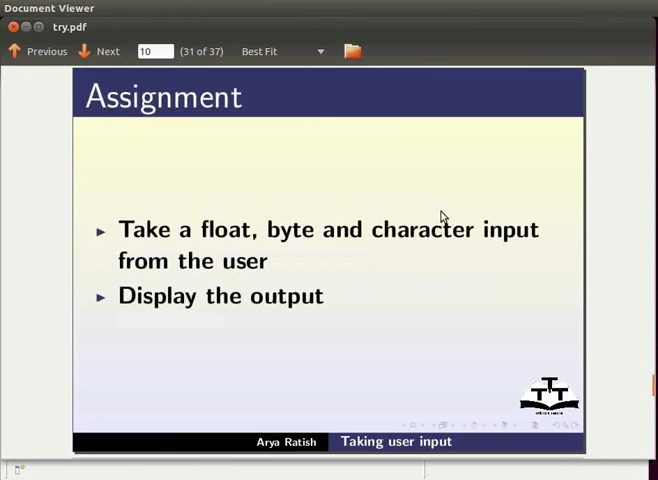 Document Viewer
try.pdf
Previous Next 10 (31 of 37) Best Fit
Assignment
Take a float, byte and character input
from the user
Display the output
Arya Ratish Taking user input